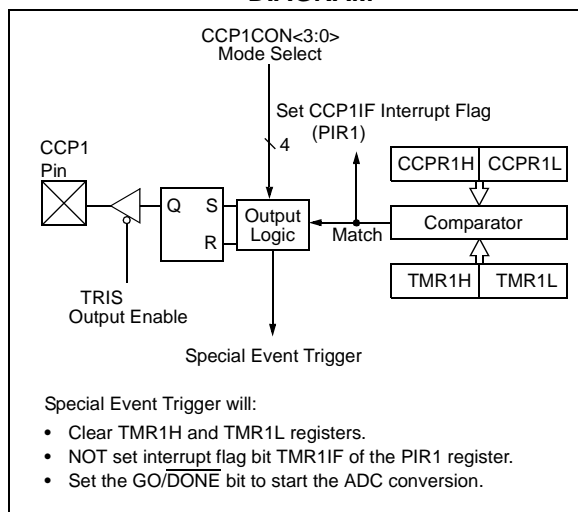 CCP1CON<3:0>
Mode Select
Set CCP1IF Interrupt Flag
(PIR1)
4
CCP1
Pin
CCPR1H CCPR1L
Q S
R
Output
Logic
Match
Comparator
TRIS
Output Enable
TMR1H TMR1L
Special Event Trigger
Special Event Trigger will:
• Clear TMR1H and TMR1L registers.
• NOT set interrupt flag bit TMR1IF of the PIR1 register.
• Set the GO/DONE bit to start the ADC conversion.